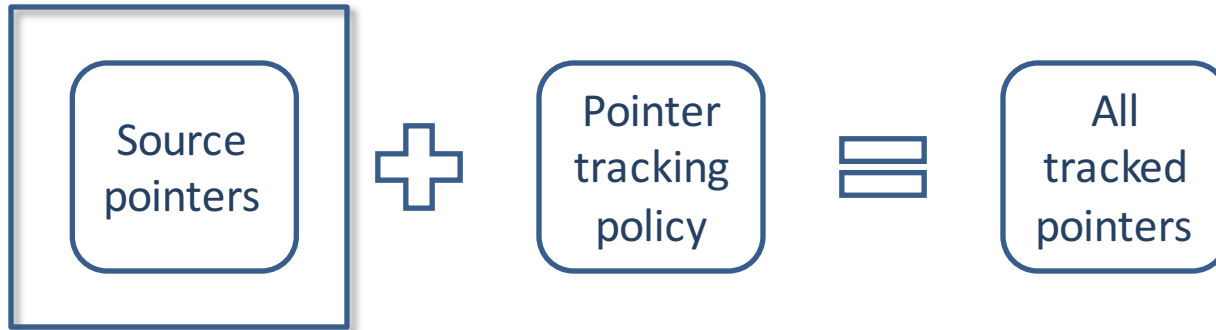 Source
pointers
Pointer
tracking
policy
All
tracked
pointers